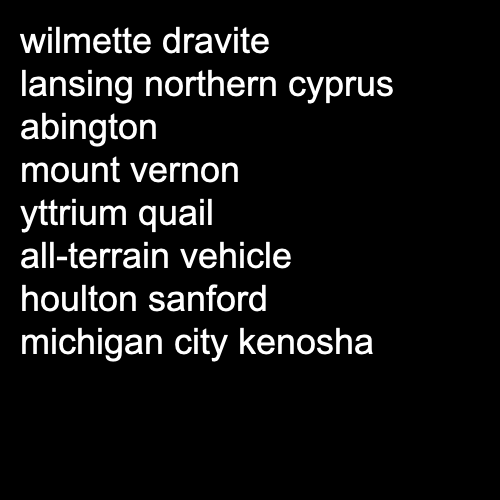 wilmette dravite
lansing northern cyprus
abington
mount vernon
yttrium quail
all-terrain vehicle
houlton sanford
michigan city kenosha